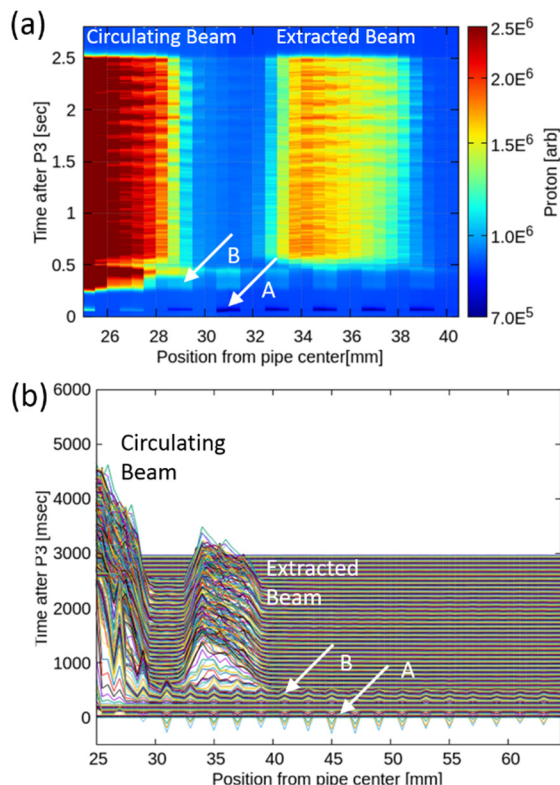 (a)
Circulating Beam Extracted Beam
2.5
2
1.5
1
0.5
0
Time after P3 [sec]
B
A
26 28 30 32 34 36 38 40
Position from pipe center[mm]
2.5E⁶
2.0E⁶
1.5E⁶
1.0E⁶
7.0E⁵
Proton [arb]
(b)
6000
5000
4000
3000
2000
1000
0
Time after P3 [msec]
Circulating
Beam
Extracted
Beam
B
A
25 30 35 40 45 50 55 60
Position from pipe center [mm]